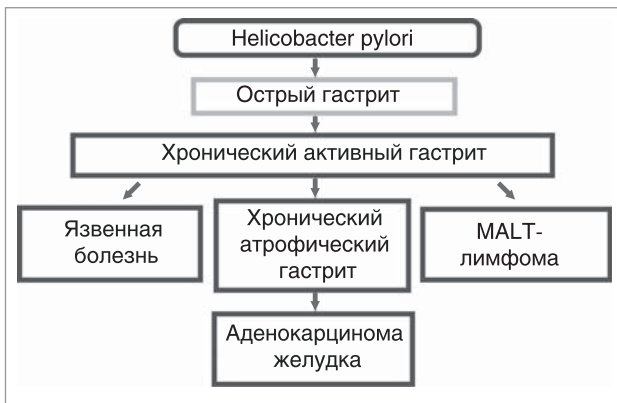 Helicobacter pylori
Острый гастрит
Хронический активный гастрит
Язвенная
болезнь
Хронический
атрофический
гастрит
MALT-
лимфома
Аденокарцинома
желудка